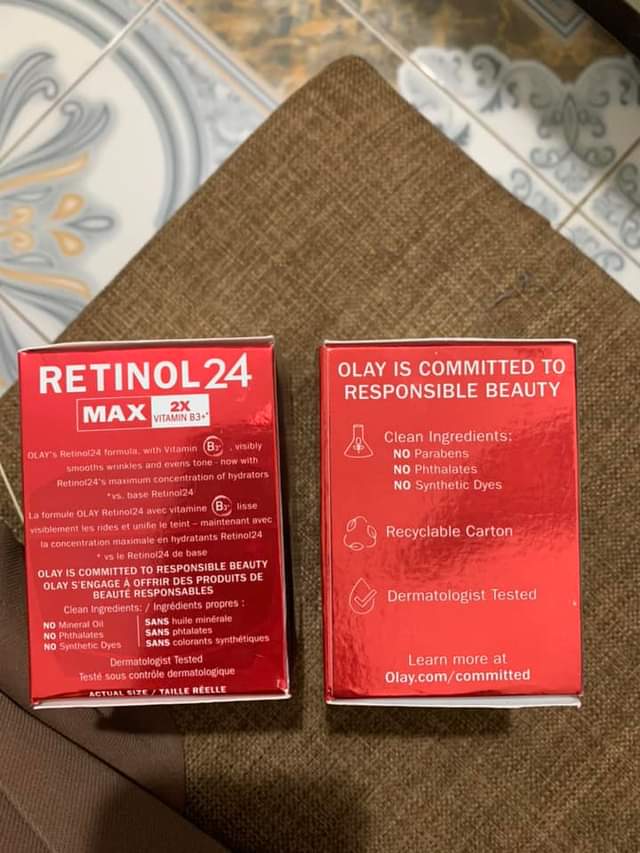 RETINOL24
MAX 2X VITAMIN B3+*
OLAY's Retinol24 formula, with Vitamin B3+, visibly
smooths wrinkles and evens tone - now with
Retinol24's maximum concentration of hydrators
*vs. base Retinol24
La formule OLAY Retinol24 avec vitamine B3+ lisse
visiblement les rides et unifie le teint – maintenant avec
la concentration maximale en hydratants Retinol24
* vs le Retinol24 de base
OLAY IS COMMITTED TO RESPONSIBLE BEAUTY
OLAY S'ENGAGE À OFFRIR DES PRODUITS DE
BEAUTÉ RESPONSABLES
Clean Ingredients: / Ingrédients propres :
NO Mineral Oil
NO Phthalates
NO Synthetic Dyes
SANS huile minérale
SANS phtalates
SANS colorants synthétiques
Dermatologist Tested
Testé sous contrôle dermatologique
ACTUAL SIZE / TAILLE RÉELLE
OLAY IS COMMITTED TO
RESPONSIBLE BEAUTY
Clean Ingredients:
NO Parabens
NO Phthalates
NO Synthetic Dyes
Recyclable Carton
Dermatologist Tested
Learn more at
Olay.com/committed